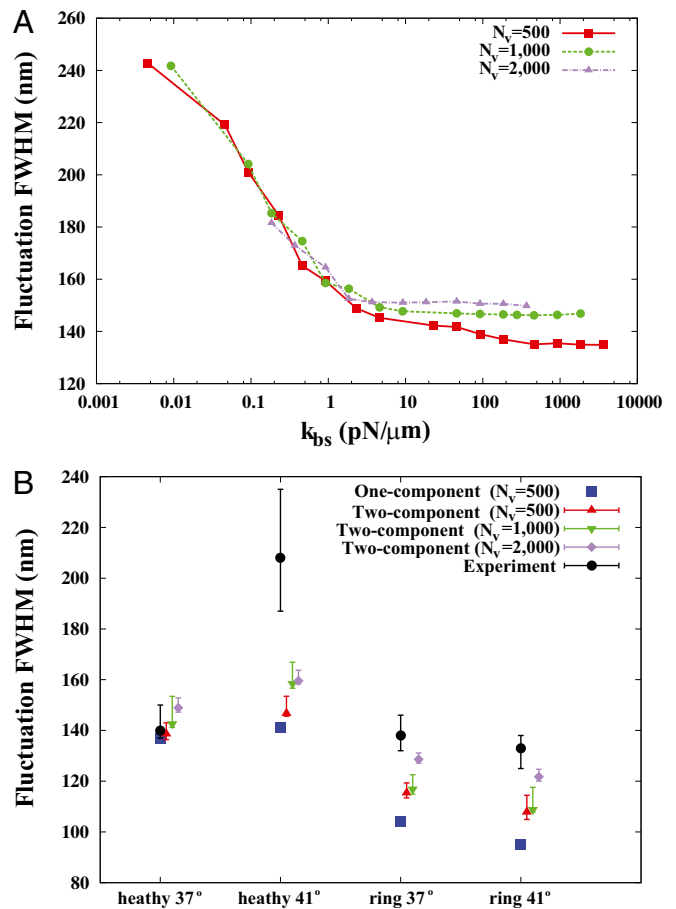 A
N_v=500
N_v=1,000
N_v=2,000
Fluctuation FWHM (nm)
260
240
220
200
180
160
140
120
0.001 0.01 0.1 1 10 100 1000 10000
k_bs (pN/μm)
B
One-component (N_v=500)
Two-component (N_v=500)
Two-component (N_v=1,000)
Two-component (N_v=2,000)
Experiment
Fluctuation FWHM (nm)
240
220
200
180
160
140
120
100
80
heathy 37° heathy 41° ring 37° ring 41°